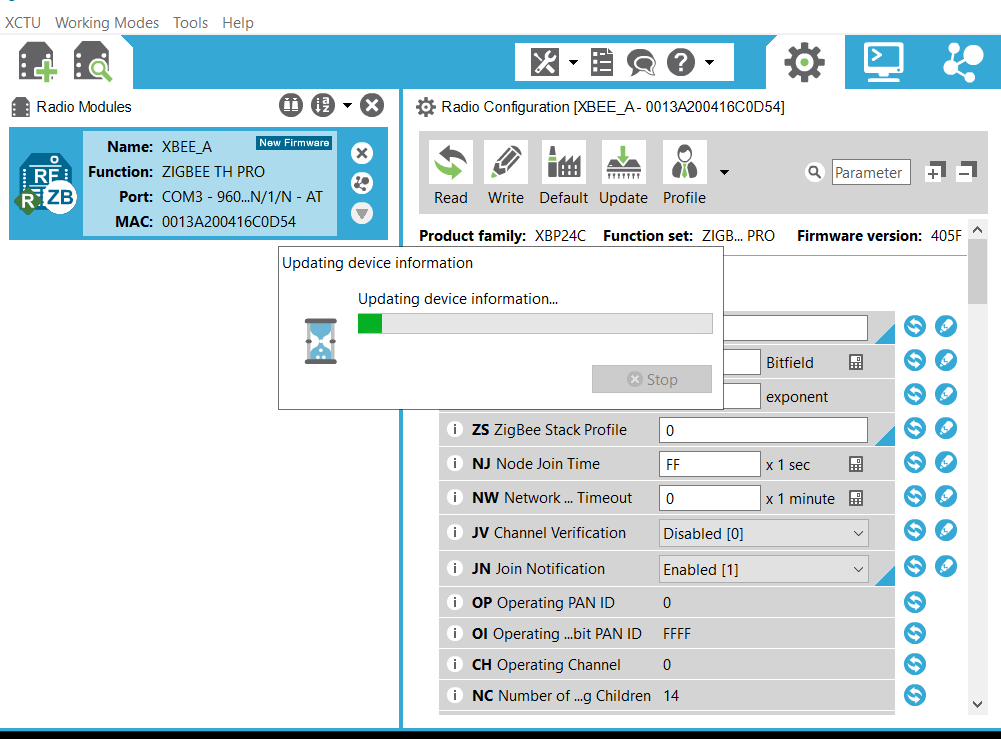 XCTU Working Modes Tools Help
Radio Modules
Name: XBEE_A New Firmware
Function: ZIGBEE TH PRO
Port: COM3 - 960...N/1/N - AT
MAC: 0013A200416C0D54
RF
R ZB
Radio Configuration [XBEE_A - 0013A200416C0D54]
Read Write Default Update Profile
Parameter
Product family: XBP24C Function set: ZIGB... PRO Firmware version: 405F
Updating device information
Updating device information...
Stop
Bitfield
exponent
i ZS ZigBee Stack Profile 0
i NJ Node Join Time FF x 1 sec
i NW Network ... Timeout 0 x 1 minute
i JV Channel Verification Disabled [0]
i JN Join Notification Enabled [1]
i OP Operating PAN ID 0
i OI Operating ...bit PAN ID FFFF
i CH Operating Channel 0
i NC Number of ...g Children 14